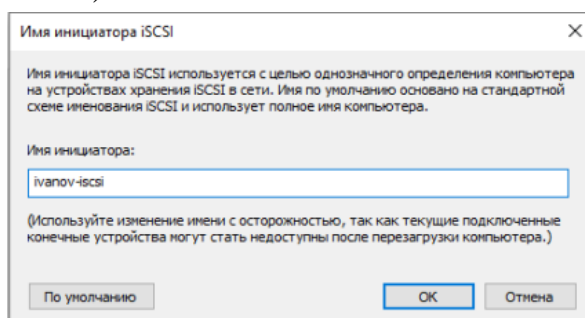 Имя инициатора iSCSI
Имя инициатора iSCSI используется с целью однозначного определения компьютера
на устройствах хранения iSCSI в сети. Имя по умолчанию основано на стандартной
схеме именования iSCSI и использует полное имя компьютера.
Имя инициатора:
ivanov-iscsi
(Используйте изменение имени с осторожностью, так как текущие подключенные
конечные устройства могут стать недоступны после перезагрузки компьютера.)
По умолчанию ОК Отмена